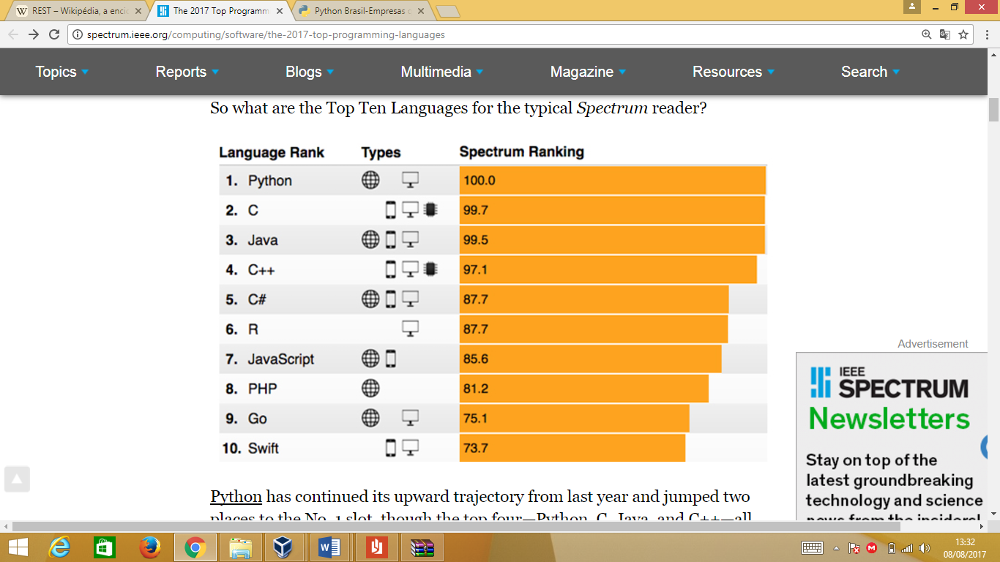 REST – Wikipédia, a enci
The 2017 Top Programm
Python Brasil-Empresas
spectrum.ieee.org/computing/software/the-2017-top-programming-languages
Topics Reports Blogs Multimedia Magazine Resources Search
So what are the Top Ten Languages for the typical Spectrum reader?
Language Rank Types Spectrum Ranking
1. Python 100.0
2. C 99.7
3. Java 99.5
4. C++ 97.1
5. C# 87.7
6. R 87.7
7. JavaScript 85.6
8. PHP 81.2
9. Go 75.1
10. Swift 73.7
Python has continued its upward trajectory from last year and jumped two
places to the No. 1 slot, though the top four—Python, C, Java, and C++—all
Advertisement
IEEE
SPECTRUM
Newsletters
Stay on top of the
latest groundbreaking
technology and science
news from the insiders!
13:32
08/08/2017